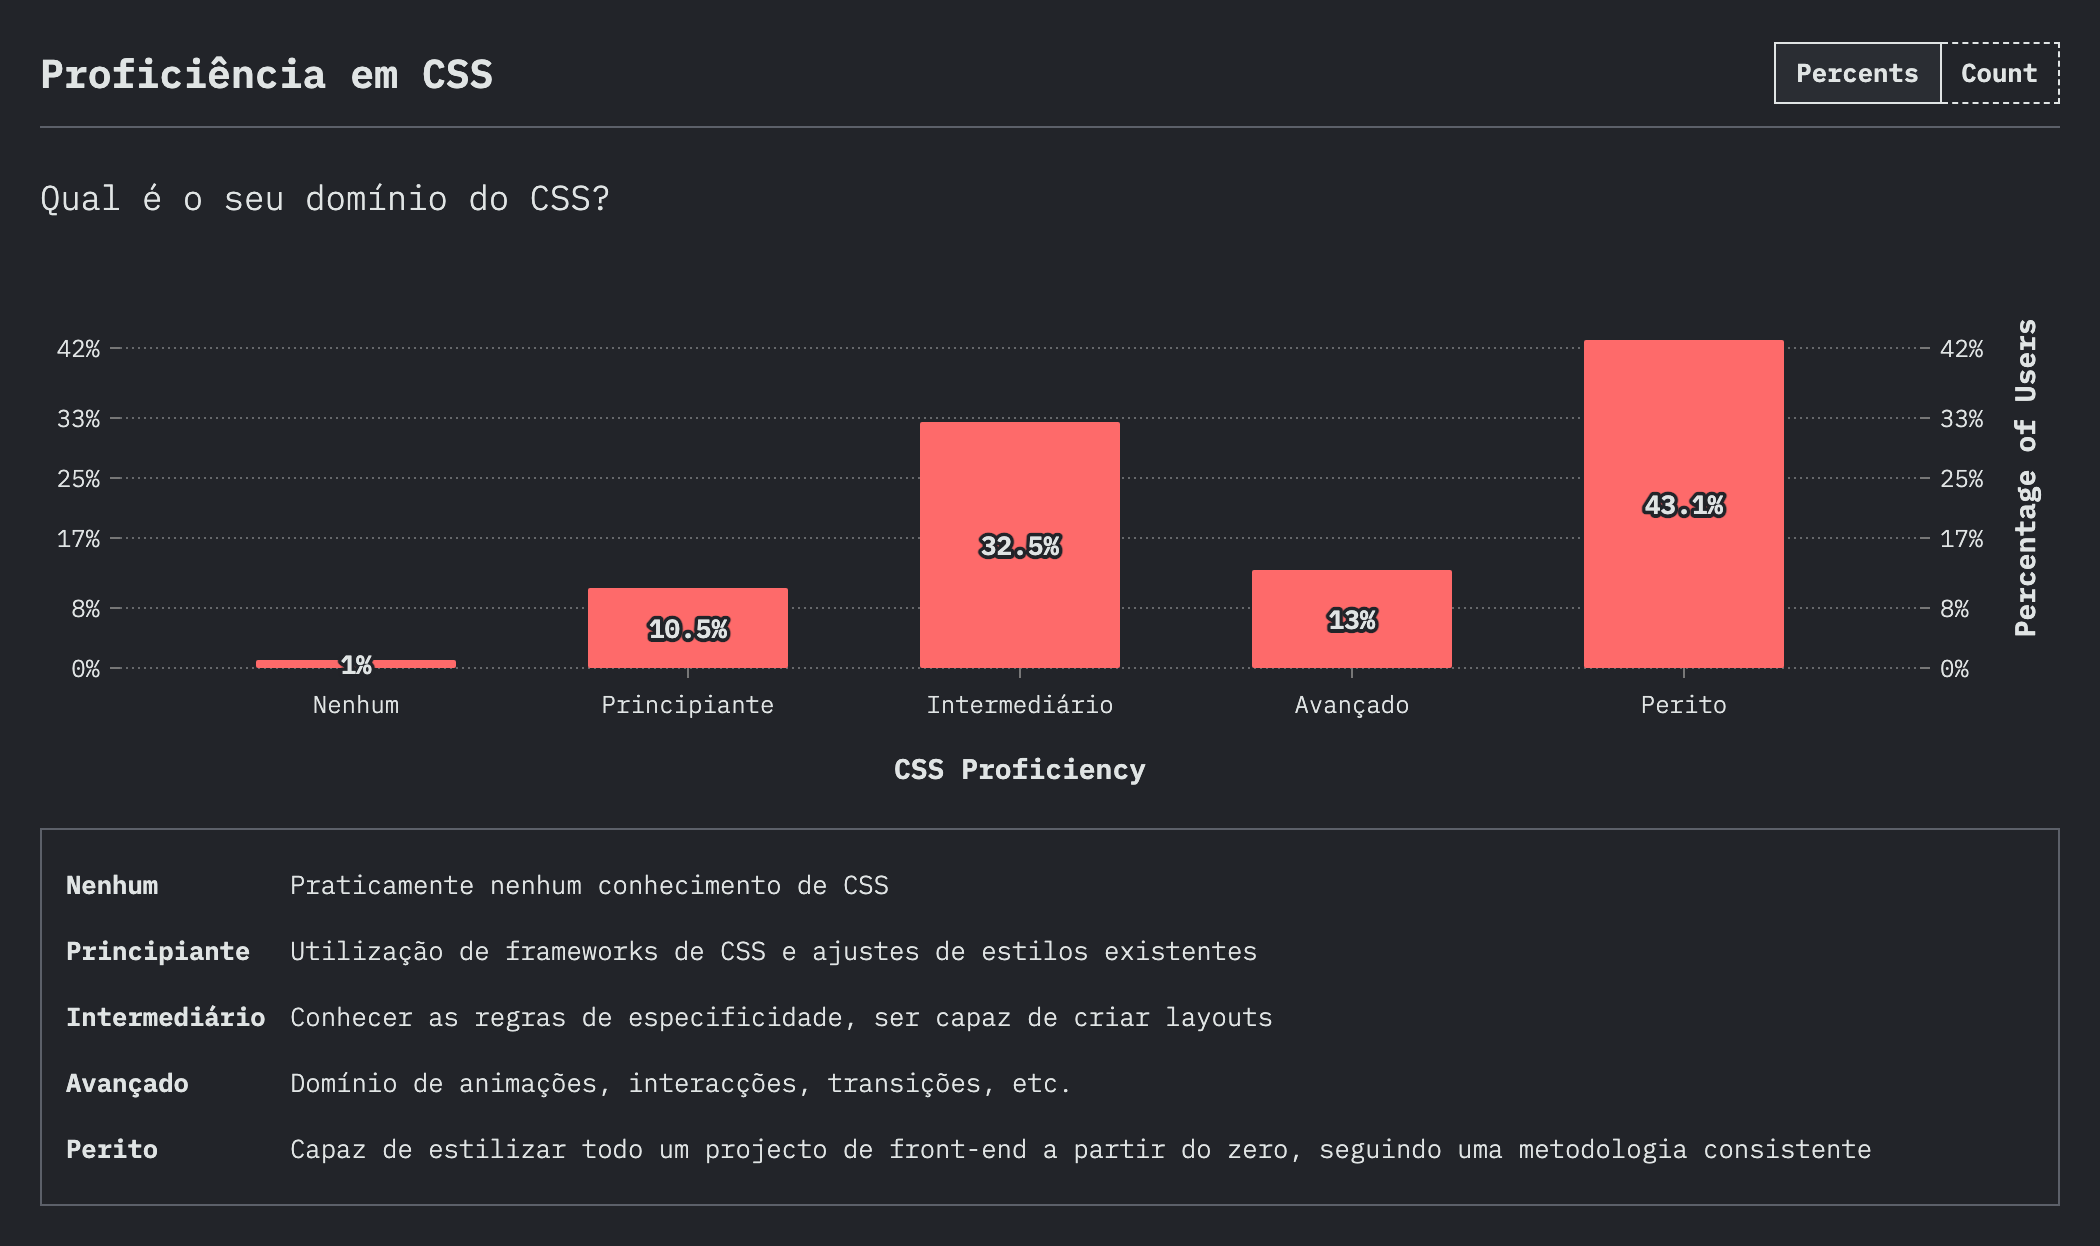 Proficiência em CSS
Percents Count
Qual é o seu domínio do CSS?
42% 42%
33% 33%
25% 25%
17% 17%
8% 8%
0% 0%
Percentage of Users
1% 10.5% 32.5% 13% 43.1%
Nenhum Principiante Intermediário Avançado Perito
CSS Proficiency
Nenhum Praticamente nenhum conhecimento de CSS
Principiante Utilização de frameworks de CSS e ajustes de estilos existentes
Intermediário Conhecer as regras de especificidade, ser capaz de criar layouts
Avançado Domínio de animações, interacções, transições, etc.
Perito Capaz de estilizar todo um projecto de front-end a partir do zero, seguindo uma metodologia consistente